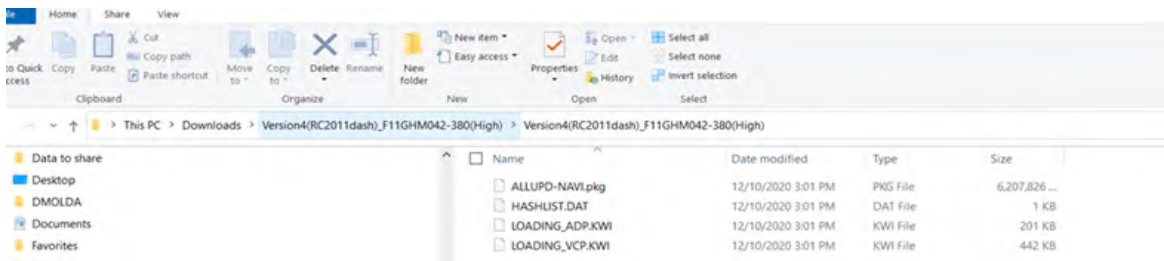 Home Share View
Cut
Copy path
Paste shortcut
to Quick Copy Paste
Clipboard
Move to
Copy to
Delete Rename
Organize
New folder
New item
Easy access
New
Properties
Open
Edit
History
Open
Select all
Select none
Invert selection
Select
This PC > Downloads > Version4(RC2011dash)_F11GHM042-380(High) > Version4(RC2011dash)_F11GHM042-380(High)
Data to share
Desktop
DMOLDA
Documents
Favorites
Name Date modified Type Size
ALLUPD-NAVI.pkg 12/10/2020 3:01 PM PKG File 6,207,826 ...
HASHLIST.DAT 12/10/2020 3:01 PM DAT File 1 KB
LOADING_ADP.KWI 12/10/2020 3:01 PM KWI File 201 KB
LOADING_VCP.KWI 12/10/2020 3:01 PM KWI File 442 KB